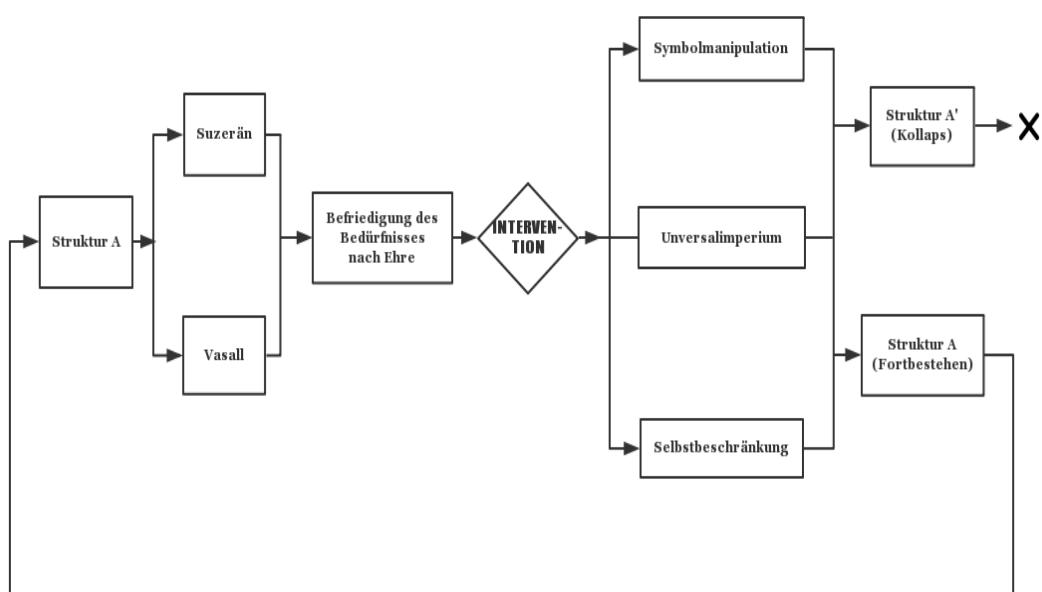 Struktur A
Suzerän
Vasall
Befriedigung des
Bedürfnisses
nach Ehre
INTERVEN-
TION
Symbolmanipulation
Unversalimperium
Selbstbeschränkung
Struktur A'
(Kollaps)
X
Struktur A
(Fortbestehen)